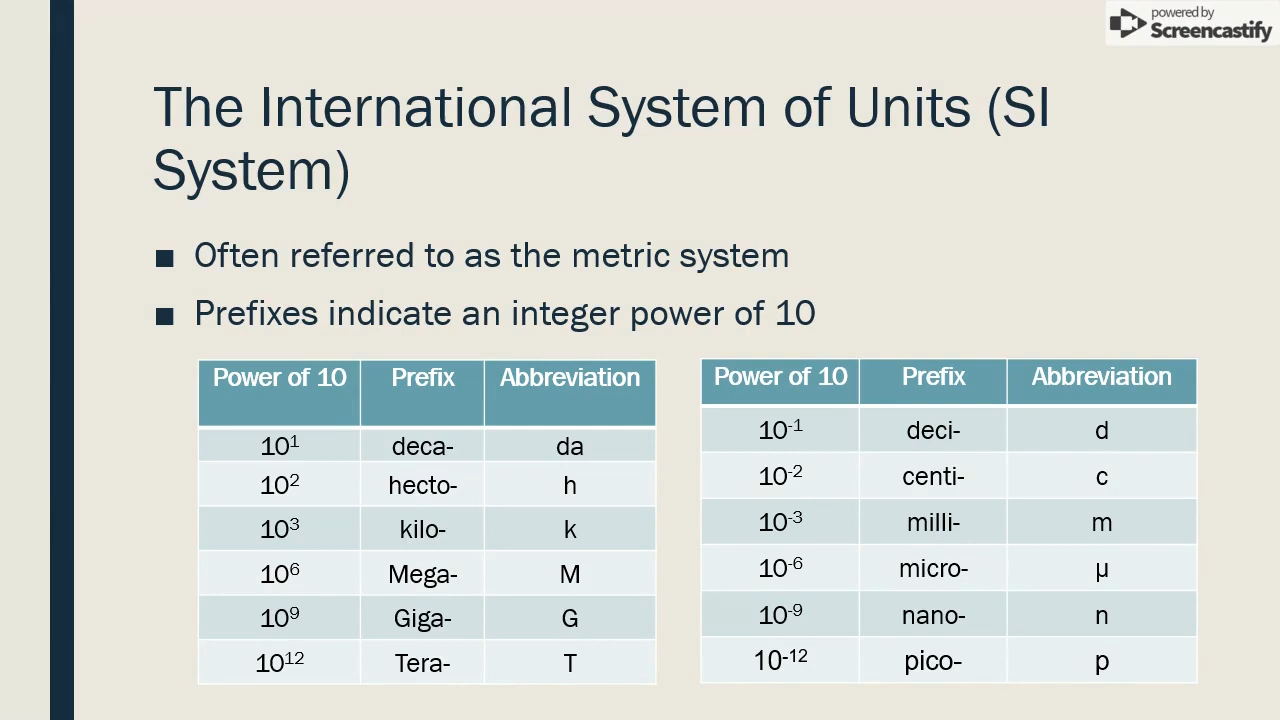 powered by
Screencastify
The International System of Units (SI
System)
■ Often referred to as the metric system
■ Prefixes indicate an integer power of 10
Power of 10 Prefix Abbreviation
10¹ deca- da
10² hecto- h
10³ kilo- k
10⁶ Mega- M
10⁹ Giga- G
10¹² Tera- T
Power of 10 Prefix Abbreviation
10⁻¹ deci- d
10⁻² centi- c
10⁻³ milli- m
10⁻⁶ micro- µ
10⁻⁹ nano- n
10⁻¹² pico- p